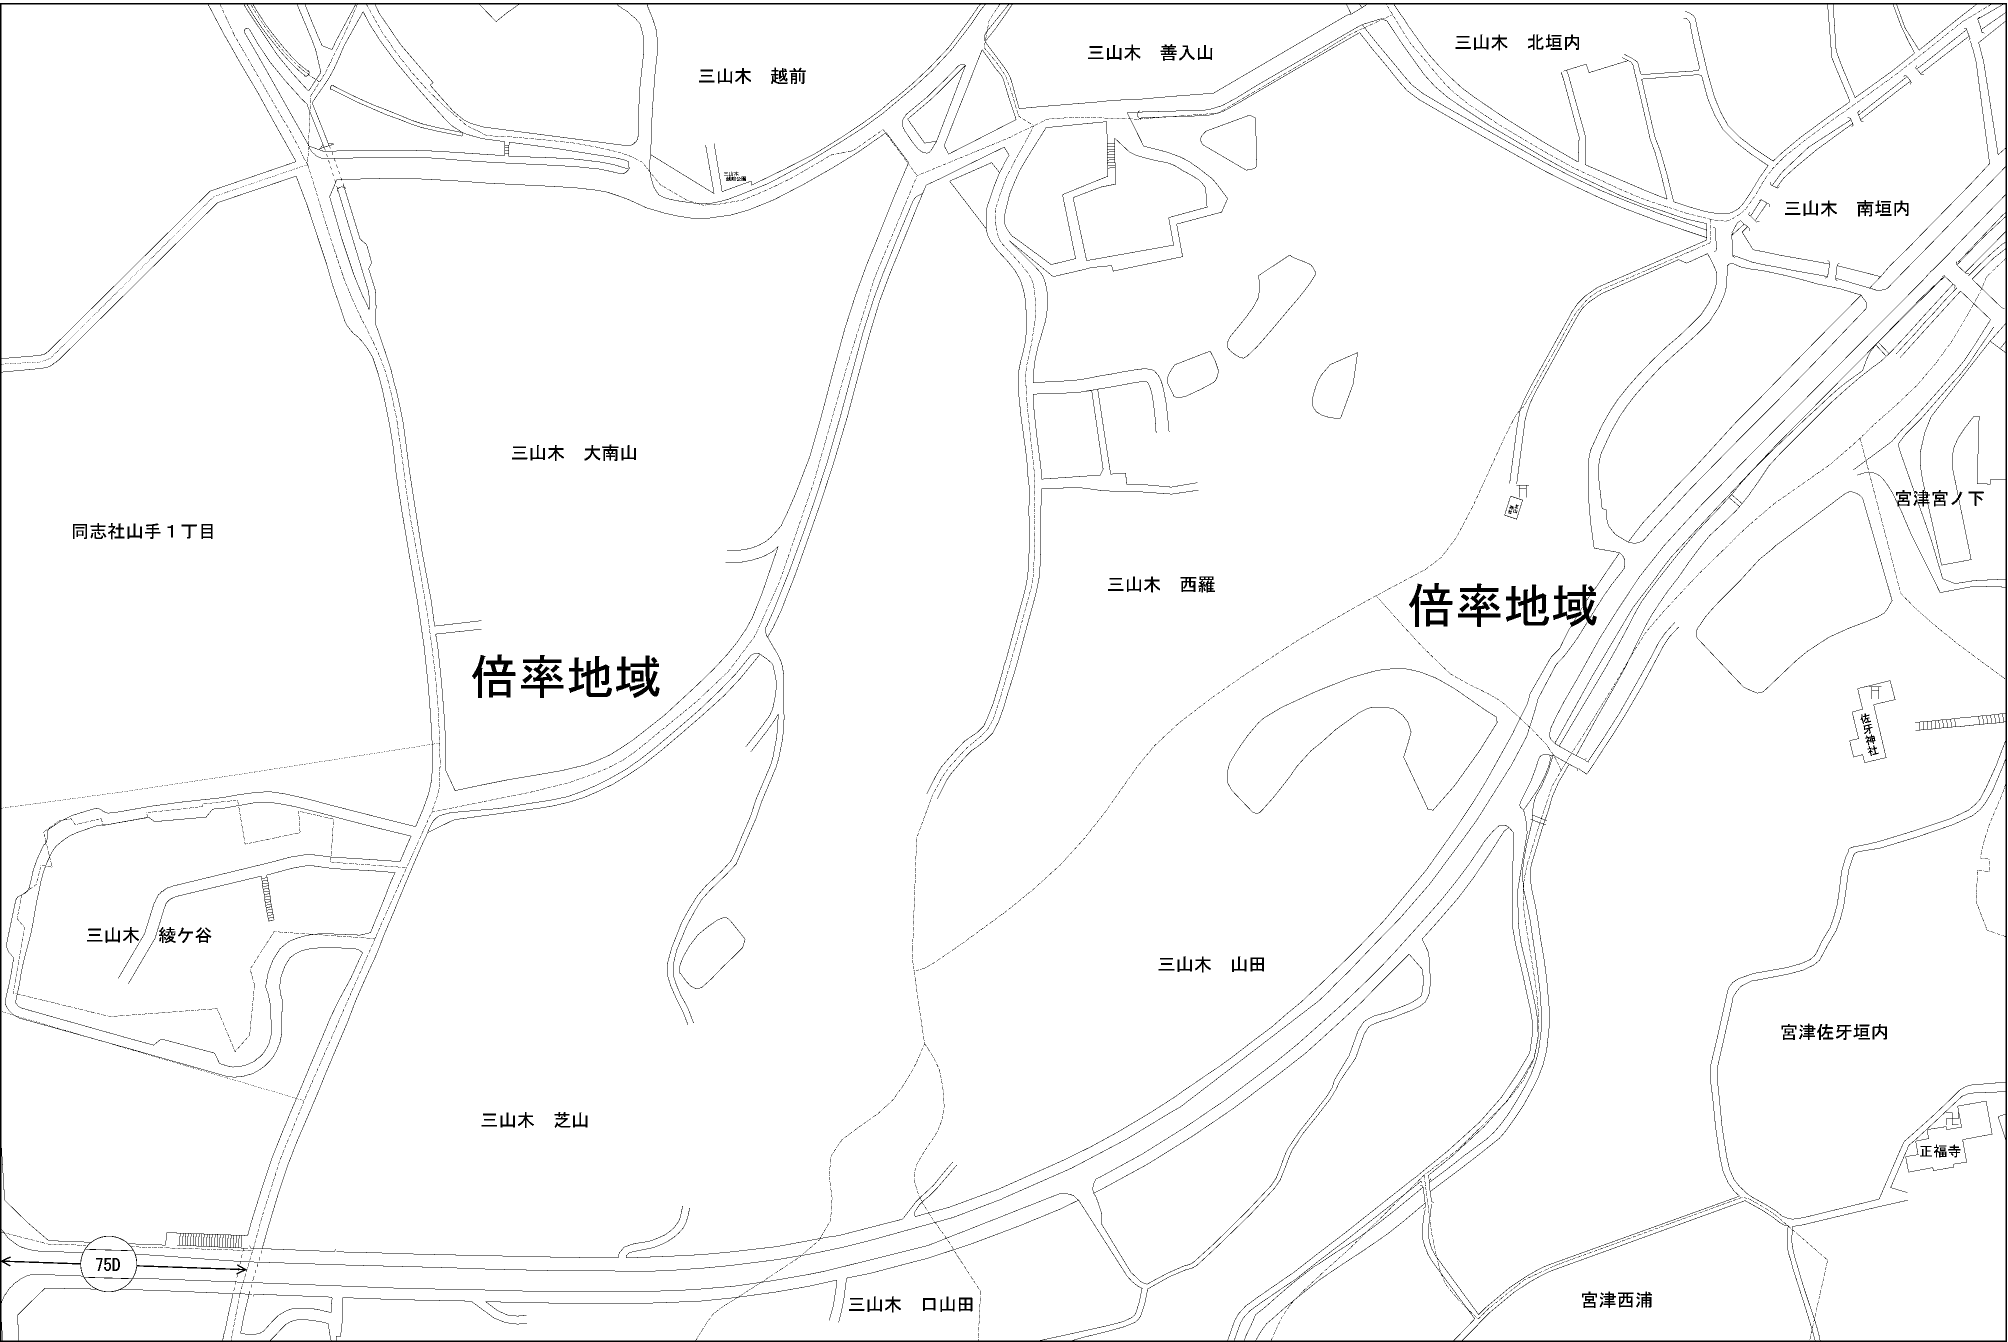 三山木　北垣内
三山木　善入山
三山木　越前
三山木　南垣内
三山木　大南山
宮津宮ノ下
同志社山手１丁目
三山木　西羅
倍率地域
倍率地域
佐牙神社
三山木　綾ケ谷
三山木　山田
宮津佐牙垣内
三山木　芝山
正福寺
75D
宮津西浦
三山木　口山田